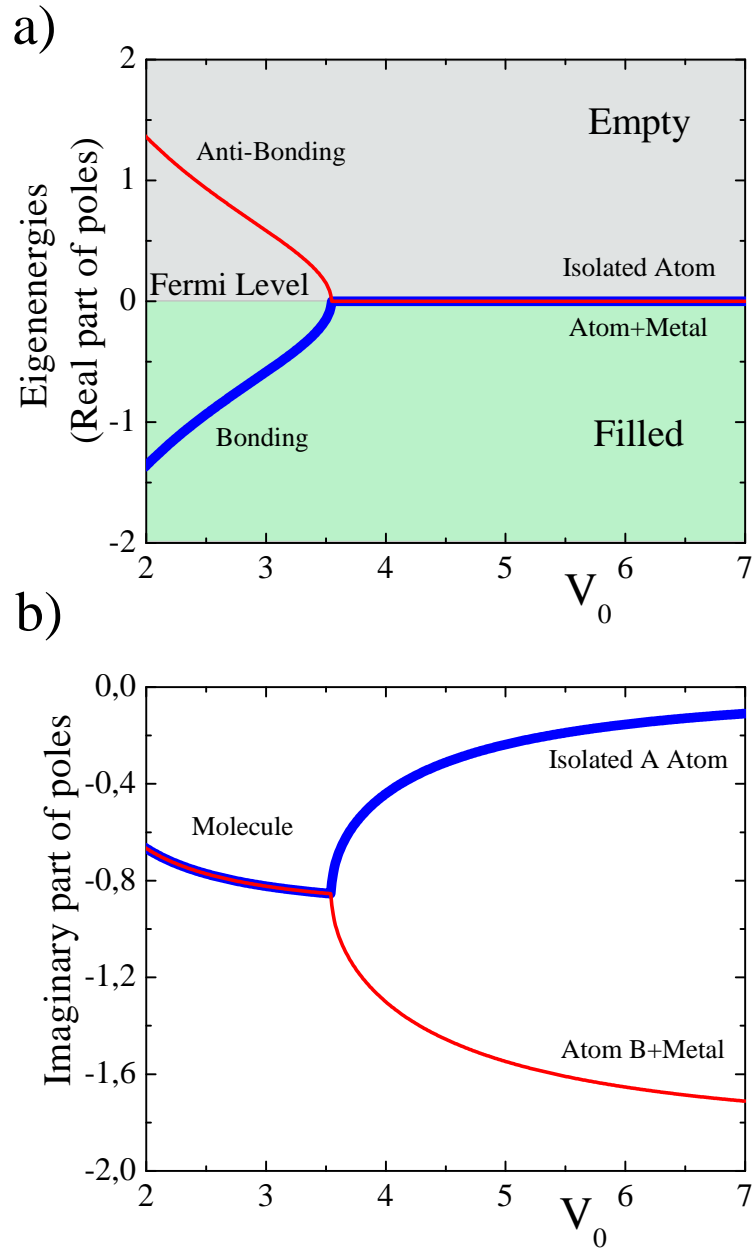 a)
Eigenenergies
(Real part of poles)
2
1
0
-1
-2
Empty
Anti-Bonding
Isolated Atom
Fermi Level
Atom+Metal
Bonding
Filled
2 3 4 5 6 7
V0
b)
Imaginary part of poles
0,0
-0,4
-0,8
-1,2
-1,6
-2,0
Isolated A Atom
Molecule
Atom B+Metal
2 3 4 5 6 7
V0